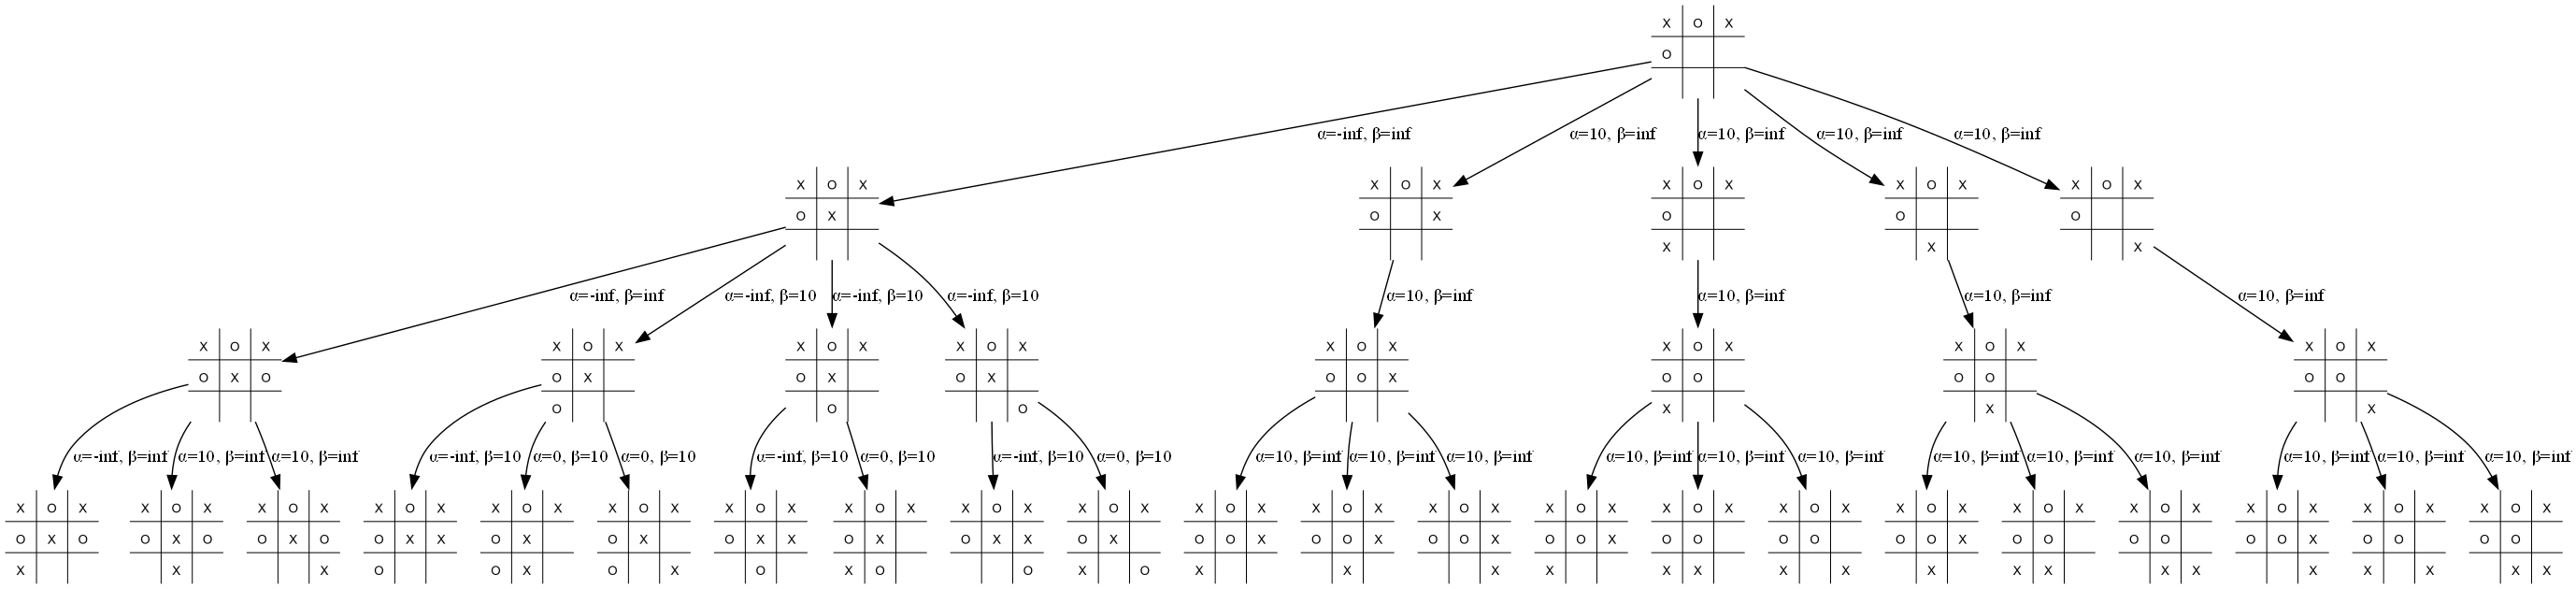 X O X
O
α=-inf, β=inf α=10, β=inf α=10, β=inf α=10, β=inf α=10, β=inf
X O X X O X X O X X O X X O X
O X O X O O O
X X X
α=-inf, β=inf α=-inf, β=10 α=-inf, β=10 α=-inf, β=10 α=10, β=inf α=10, β=inf α=10, β=inf α=10, β=inf
X O X X O X X O X X O X X O X X O X X O X X O X
O X O O X O X O X O O X O O O O O O
O O O X X X
α=-inf, β=inf α=10, β=inf α=10, β=inf α=-inf, β=10 α=0, β=10 α=0, β=10 α=-inf, β=10 α=0, β=10 α=-inf, β=10 α=0, β=10 α=10, β=inf α=10, β=inf α=10, β=inf α=10, β=inf α=10, β=inf α=10, β=inf α=10, β=inf α=10, β=inf α=10, β=inf α=10, β=inf α=10, β=inf α=10, β=inf
X O X X O X X O X X O X X O X X O X X O X X O X X O X X O X X O X X O X X O X X O X X O X X O X X O X X O X X O X X O X X O X X O X
O X O O X O O X O O X X O X O X O X X O X O X X O X O O X O O X O O X O O X O O O O O O X O O O O O O X O O O O
X X X O O X O X O X O O X O X X X X X X X X X X X X X X X X X X X